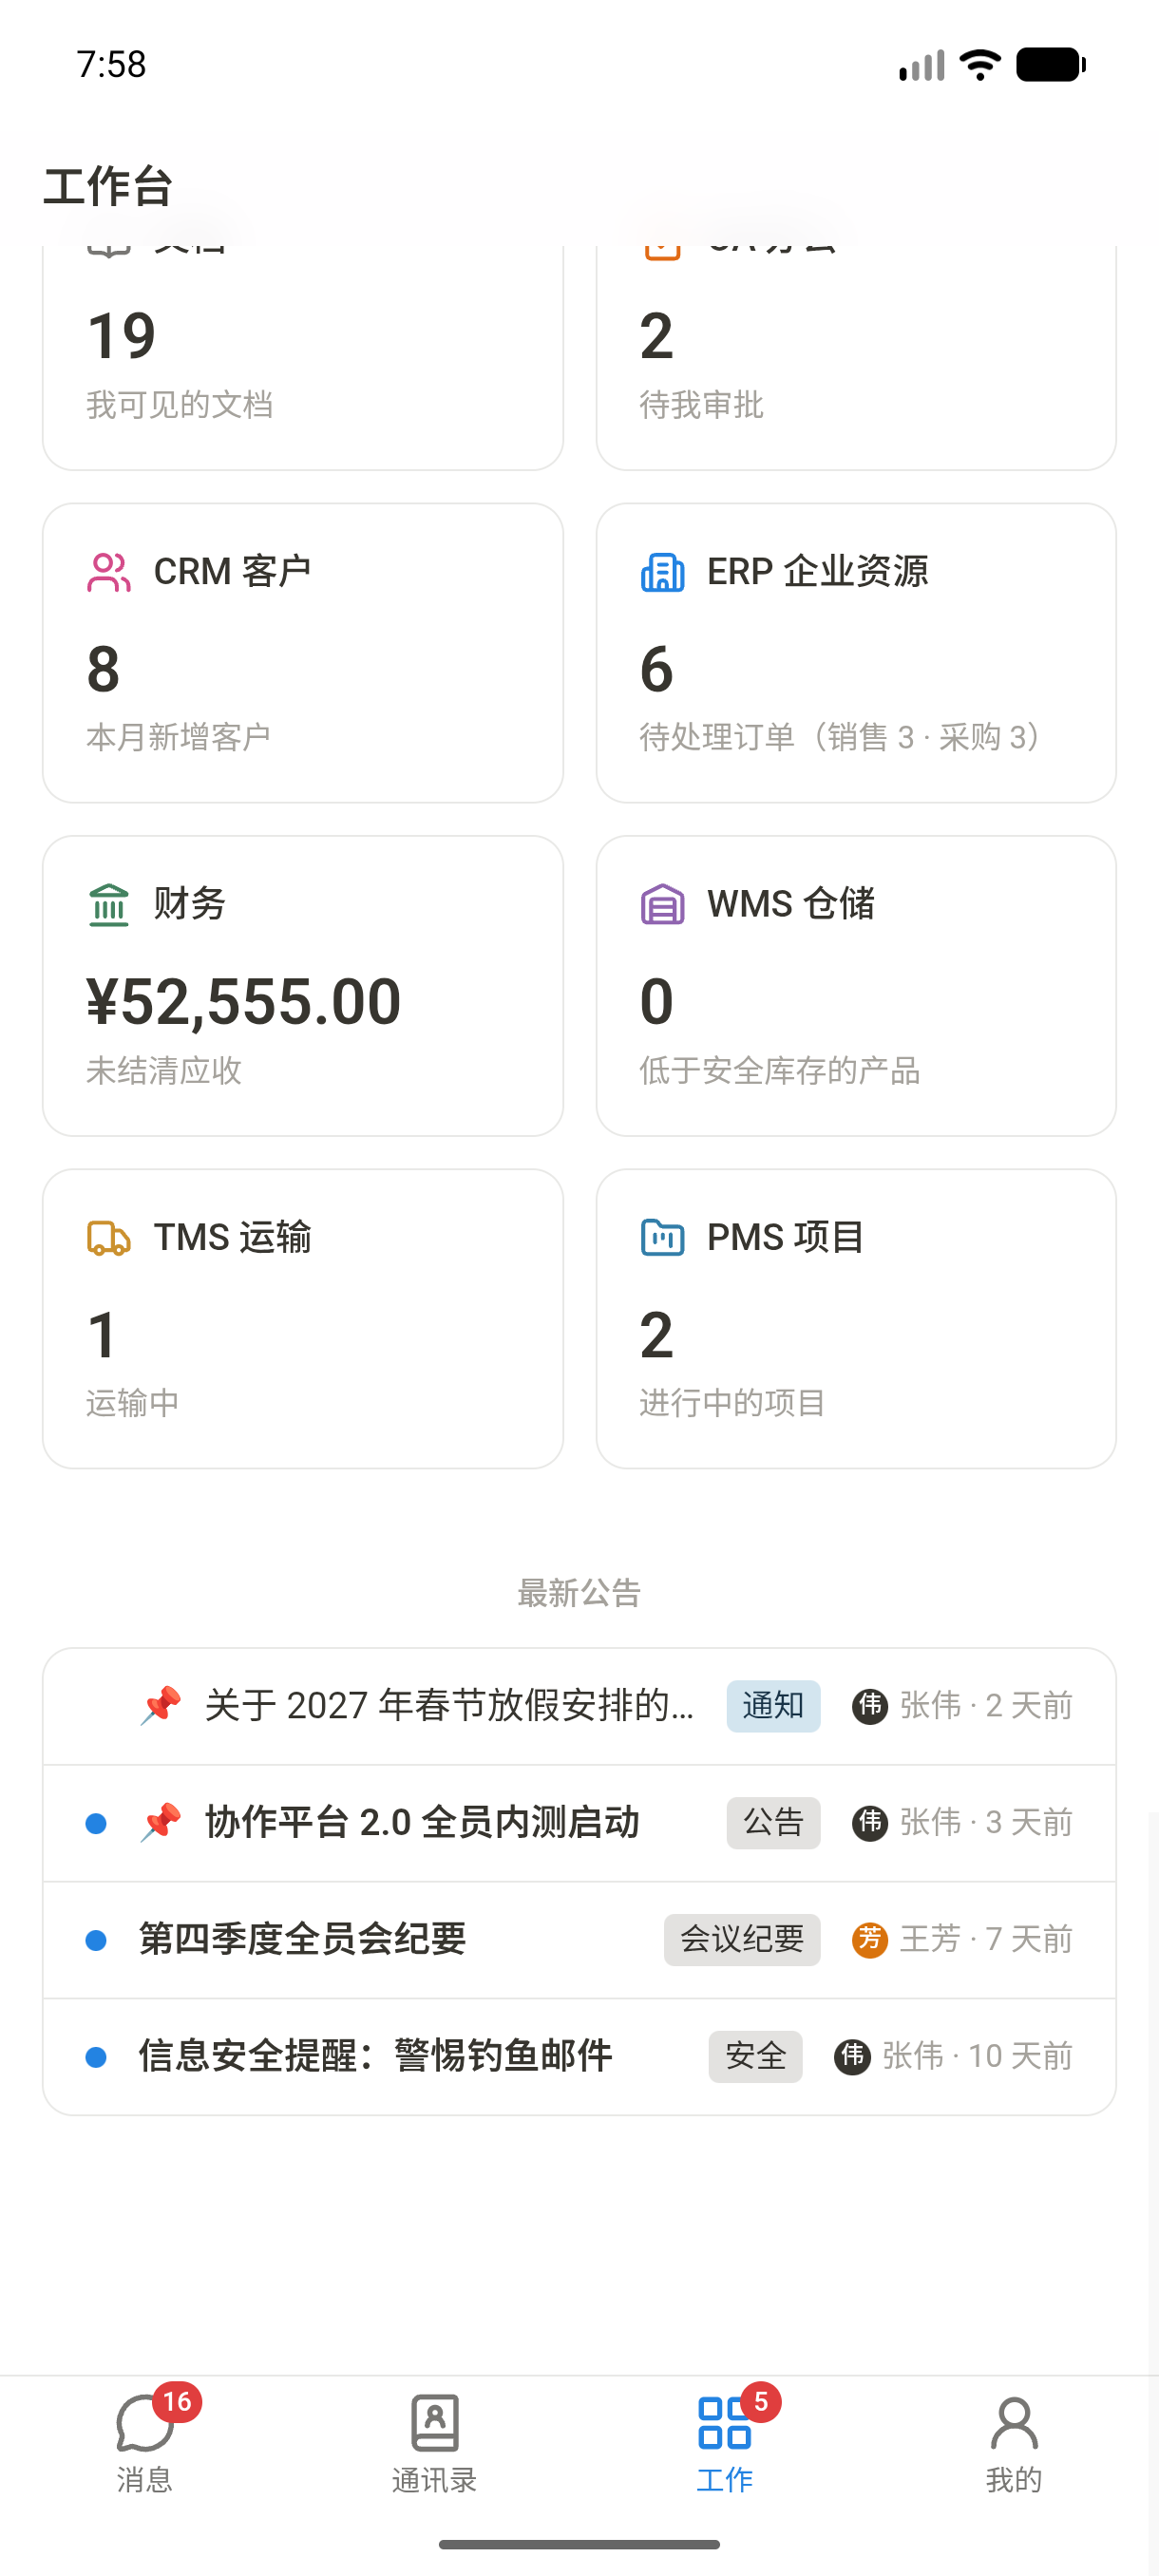 7:58
工作台
19
2
我可见的文档
待我审批
CRM 客户
ERP 企业资源
8
6
本月新增客户
待处理订单（销售 3 · 采购 3）
财务
WMS 仓储
¥52,555.00
0
未结清应收
低于安全库存的产品
TMS 运输
PMS 项目
1
2
运输中
进行中的项目
最新公告
📌 关于 2027 年春节放假安排的... 通知 伟 张伟 · 2 天前
📌 协作平台 2.0 全员内测启动 公告 伟 张伟 · 3 天前
第四季度全员会纪要 会议纪要 芳 王芳 · 7 天前
信息安全提醒：警惕钓鱼邮件 安全 伟 张伟 · 10 天前
16
5
消息
通讯录
工作
我的